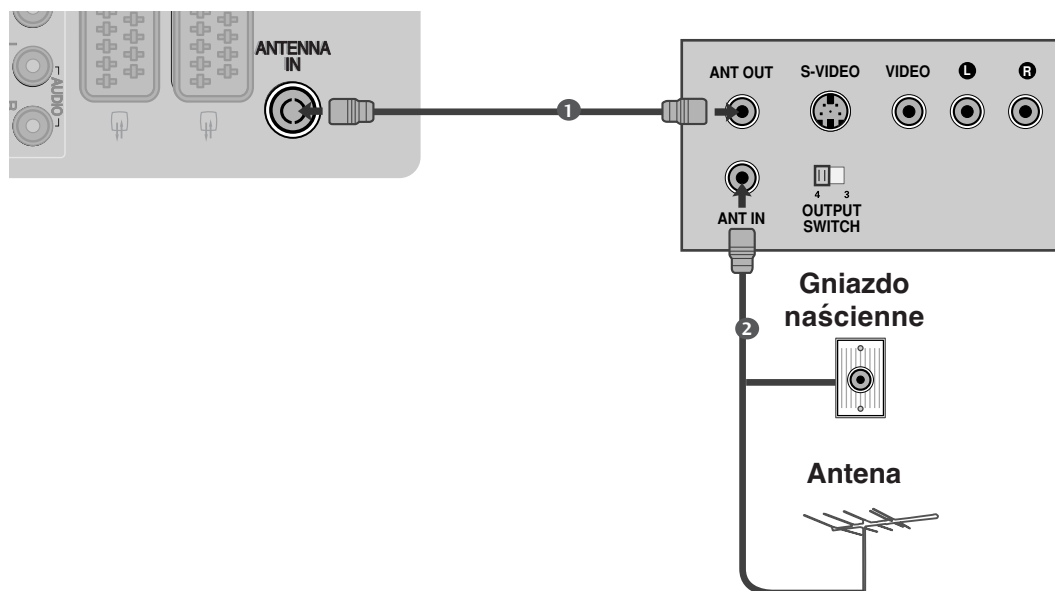 ANTENNA
IN
AUDIO
R
1
ANT OUT
S-VIDEO
VIDEO
L
R
4
3
ANT IN
OUTPUT
SWITCH
2
Gniazdo
naścienne
Antena